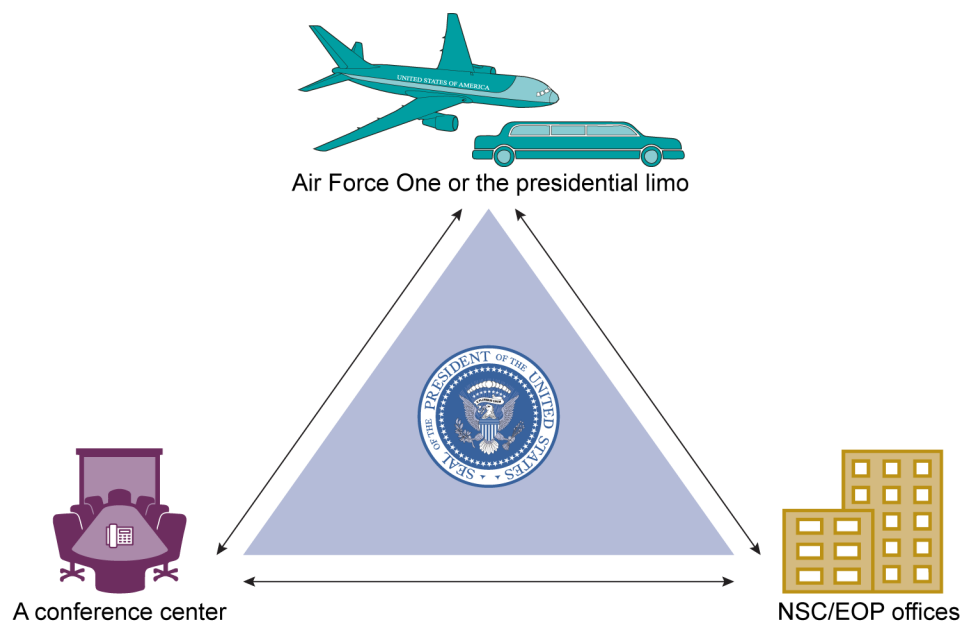 UNITED STATES OF AMERICA
Air Force One or the presidential limo
SEAL OF THE PRESIDENT OF THE UNITED STATES
A conference center
NSC/EOP offices